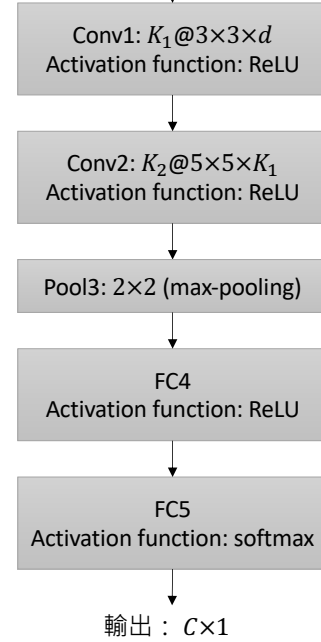 Conv1: K₁@3×3×d
Activation function: ReLU
Conv2: K₂@5×5×K₁
Activation function: ReLU
Pool3: 2×2 (max-pooling)
FC4
Activation function: ReLU
FC5
Activation function: softmax
輸出： C×1